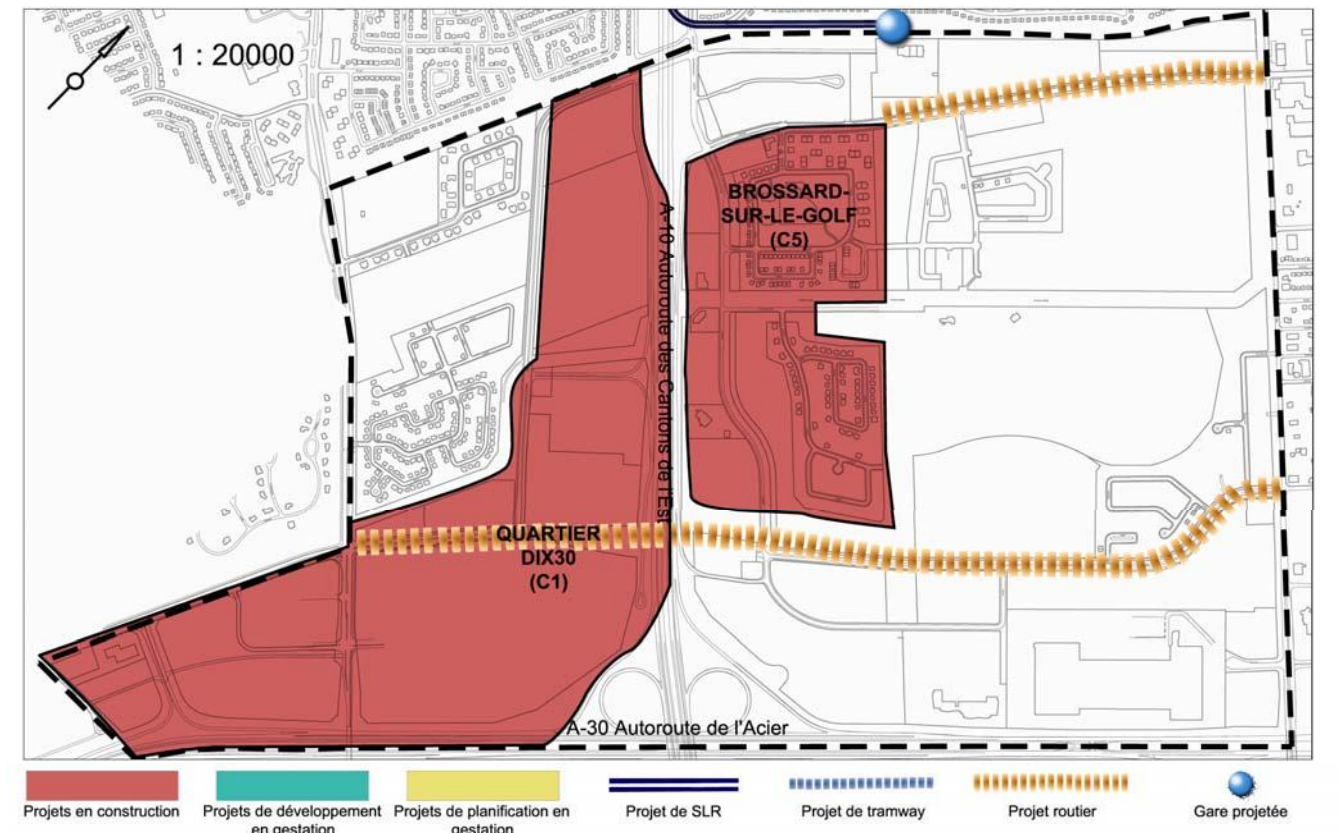 1 : 20000
BROSSARD-
SUR-LE-GOLF
(C5)
A-10 Autoroute des Cantons de l'Est
QUARTIER
DIX30
(C1)
A-30 Autoroute de l'Acier
Projets en construction
Projets de développement
en gestation
Projets de planification en
gestation
Projet de SLR
Projet de tramway
Projet routier
Gare projetée